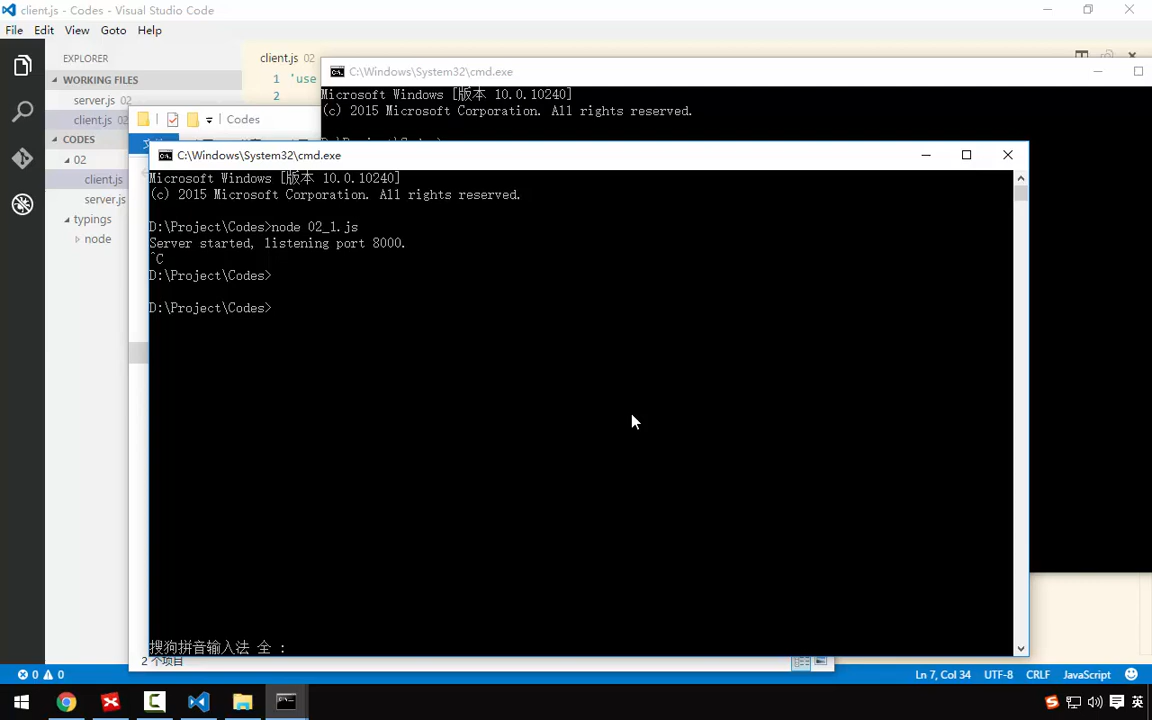 client.js - Codes - Visual Studio Code
File Edit View Goto Help
EXPLORER
client.js 02
WORKING FILES
1 'use
2
server.js 02
client.js 02
CODES
02
client.js
server.js
typings
node
C:\Windows\System32\cmd.exe
Microsoft Windows [版本 10.0.10240]
(c) 2015 Microsoft Corporation. All rights reserved.
Codes
C:\Windows\System32\cmd.exe
Microsoft Windows [版本 10.0.10240]
(c) 2015 Microsoft Corporation. All rights reserved.
D:\Project\Codes>node 02_1.js
Server started, listening port 8000.
^C
D:\Project\Codes>
D:\Project\Codes>
搜狗拼音输入法 全 :
2 个项目
0 0
Ln 7, Col 34 UTF-8 CRLF JavaScript
英